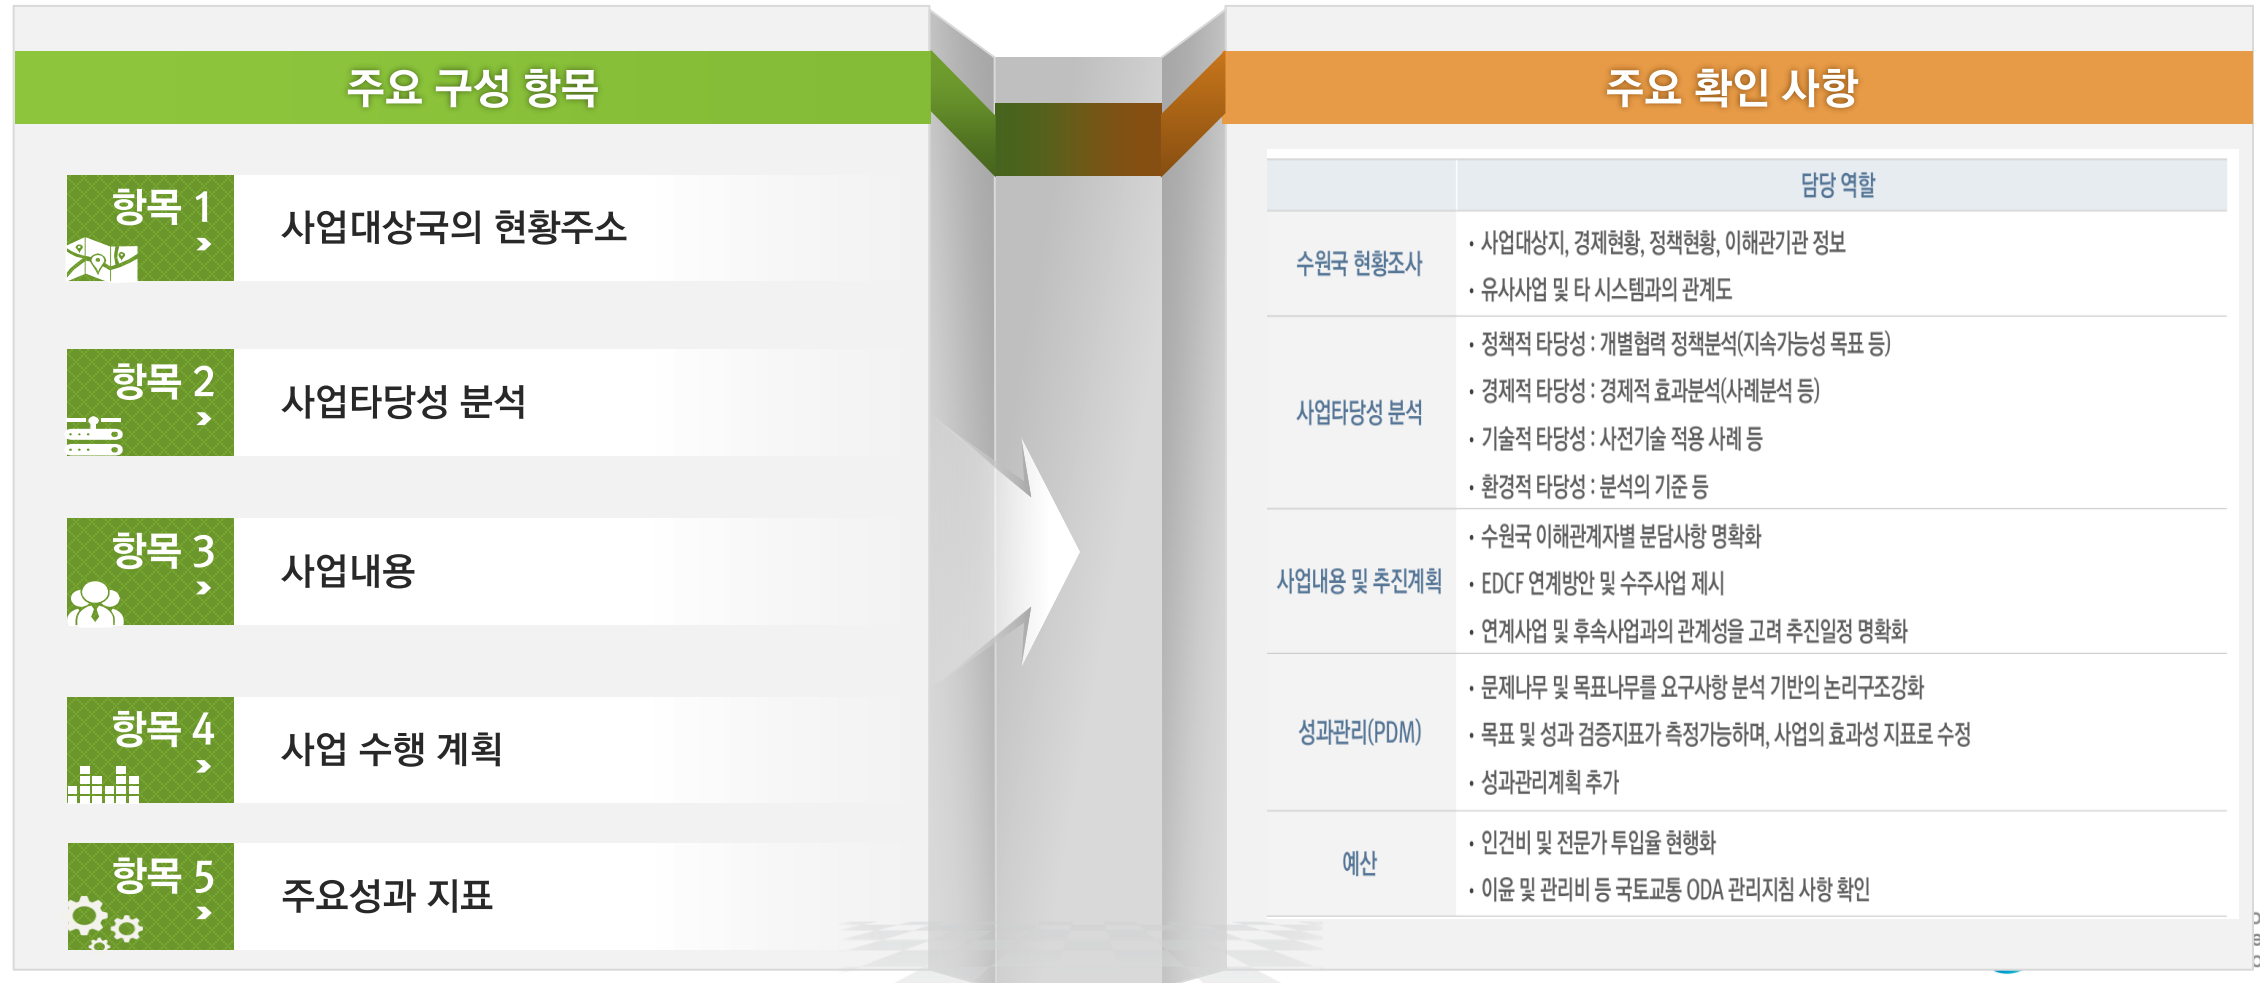 주요 구성 항목
항목 1
사업대상국의 현황주소
항목 2
사업타당성 분석
항목 3
사업내용
항목 4
사업 수행 계획
항목 5
주요성과 지표
주요 확인 사항
담당 역할
수원국 현황조사
· 사업대상지, 경제현황, 정책현황, 이해관기관 정보
· 유사사업 및 타 시스템과의 관계도
사업타당성 분석
· 정책적 타당성 : 개별협력 정책분석(지속가능성 목표 등)
· 경제적 타당성 : 경제적 효과분석(사례분석 등)
· 기술적 타당성 : 사전기술 적용 사례 등
· 환경적 타당성 : 분석의 기준 등
사업내용 및 추진계획
· 수원국 이해관계자별 분담사항 명확화
· EDCF 연계방안 및 수주사업 제시
· 연계사업 및 후속사업과의 관계성을 고려 추진일정 명확화
성과관리(PDM)
· 문제나무 및 목표나무를 요구사항 분석 기반의 논리구조강화
· 목표 및 성과 검증지표가 측정가능하며, 사업의 효과성 지표로 수정
· 성과관리계획 추가
예산
· 인건비 및 전문가 투입율 현행화
· 이윤 및 관리비 등 국토교통 ODA 관리지침 사항 확인